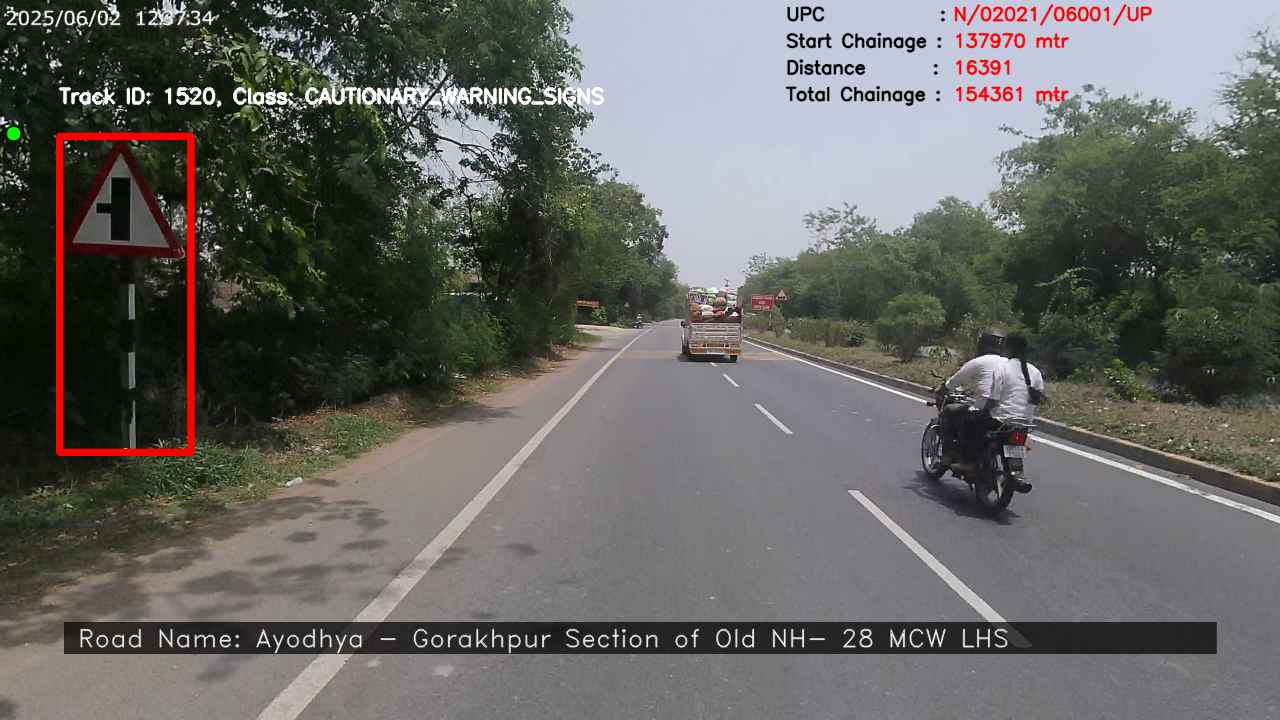 2025/06/02 12:37:34
UPC : N/02021/06001/UP
Start Chainage : 137970 mtr
Distance : 16391
Total Chainage : 154361 mtr
Track ID: 1520, Class: CAUTIONARY_WARNING_SIGNS
Road Name: Ayodhya - Gorakhpur Section of Old NH- 28 MCW LHS